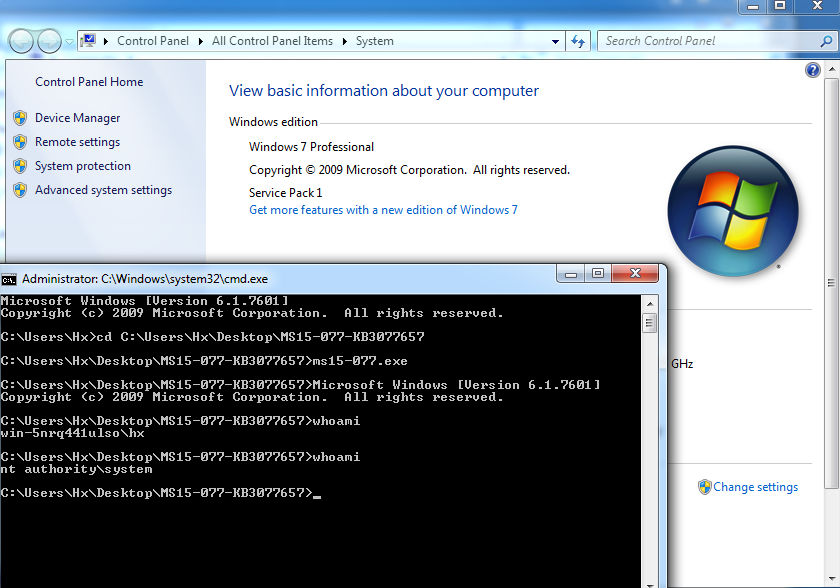 Control Panel
All Control Panel Items
System
Search Control Panel
Control Panel Home
Device Manager
Remote settings
System protection
Advanced system settings
View basic information about your computer
Windows edition
Windows 7 Professional
Copyright © 2009 Microsoft Corporation. All rights reserved.
Service Pack 1
Get more features with a new edition of Windows 7
GHz
Change settings
Administrator: C:\Windows\system32\cmd.exe
Microsoft Windows [Version 6.1.7601]
Copyright (c) 2009 Microsoft Corporation. All rights reserved.
C:\Users\Hx>cd C:\Users\Hx\Desktop\MS15-077-KB3077657
C:\Users\Hx\Desktop\MS15-077-KB3077657>ms15-077.exe
C:\Users\Hx\Desktop\MS15-077-KB3077657>Microsoft Windows [Version 6.1.7601]
Copyright (c) 2009 Microsoft Corporation. All rights reserved.
C:\Users\Hx\Desktop\MS15-077-KB3077657>whoami
win-5nrq441ulso\hx
C:\Users\Hx\Desktop\MS15-077-KB3077657>whoami
nt authority\system
C:\Users\Hx\Desktop\MS15-077-KB3077657>_